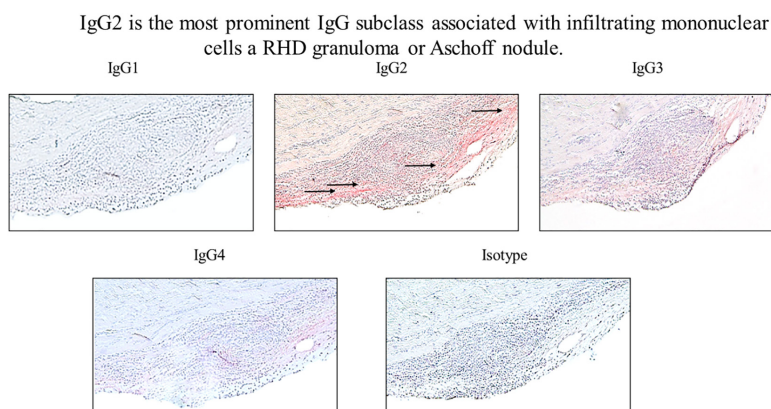 IgG2 is the most prominent IgG subclass associated with infiltrating mononuclear
cells a RHD granuloma or Aschoff nodule.
IgG1
IgG2
IgG3
IgG4
Isotype